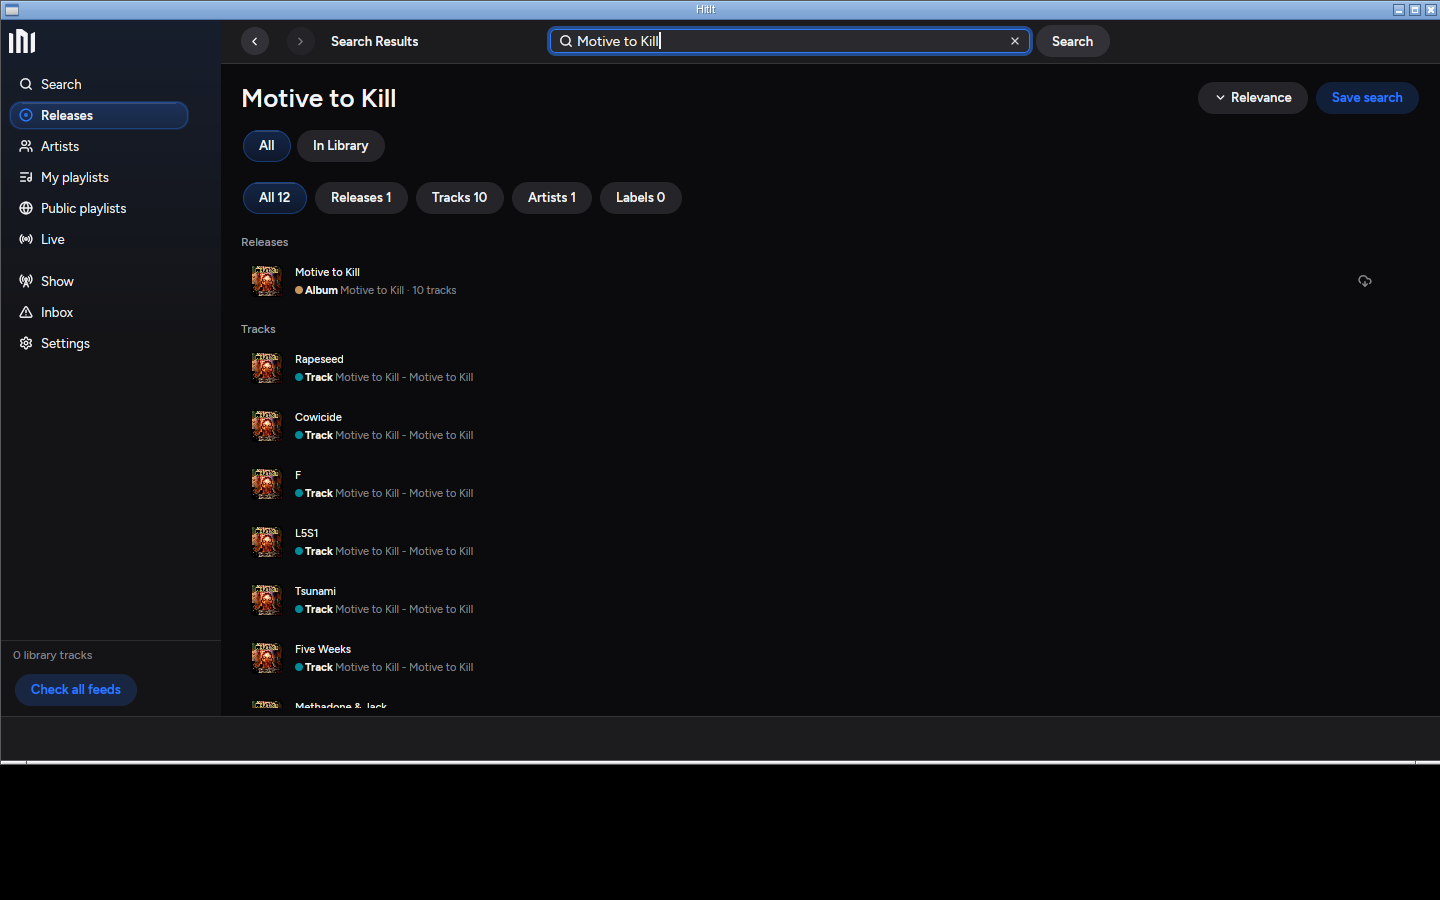 HitIt
Search Results
Motive to Kill
Search
Search
Releases
Artists
My playlists
Public playlists
Live
Show
Inbox
Settings
0 library tracks
Check all feeds
Motive to Kill
Relevance
Save search
All
In Library
All 12
Releases 1
Tracks 10
Artists 1
Labels 0
Releases
Motive to Kill
Album Motive to Kill · 10 tracks
Tracks
Rapeseed
Track Motive to Kill - Motive to Kill
Cowicide
Track Motive to Kill - Motive to Kill
F
Track Motive to Kill - Motive to Kill
L5S1
Track Motive to Kill - Motive to Kill
Tsunami
Track Motive to Kill - Motive to Kill
Five Weeks
Track Motive to Kill - Motive to Kill
Methadone & Jack